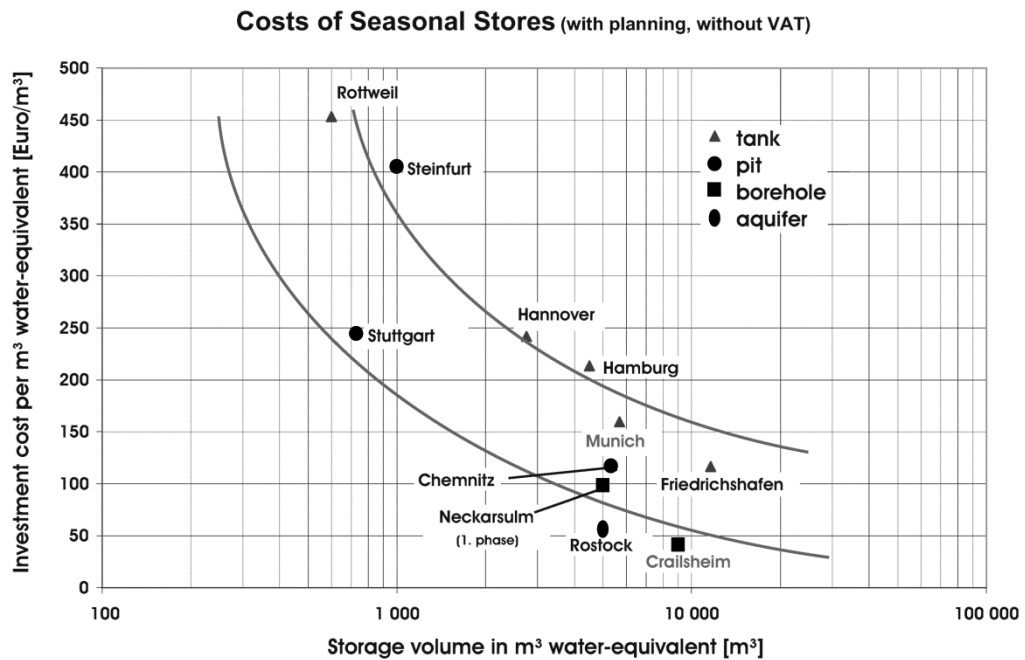 Costs of Seasonal Stores (with planning, without VAT)
Investment cost per m³ water-equivalent [Euro/m³]
500
450
400
350
300
250
200
150
100
50
0
Rottweil
Steinfurt
Stuttgart
Hannover
Hamburg
Munich
Chemnitz
Friedrichshafen
Neckarsulm
(1. phase)
Rostock
Crailsheim
tank
pit
borehole
aquifer
100
1 000
10 000
100 000
Storage volume in m³ water-equivalent [m³]